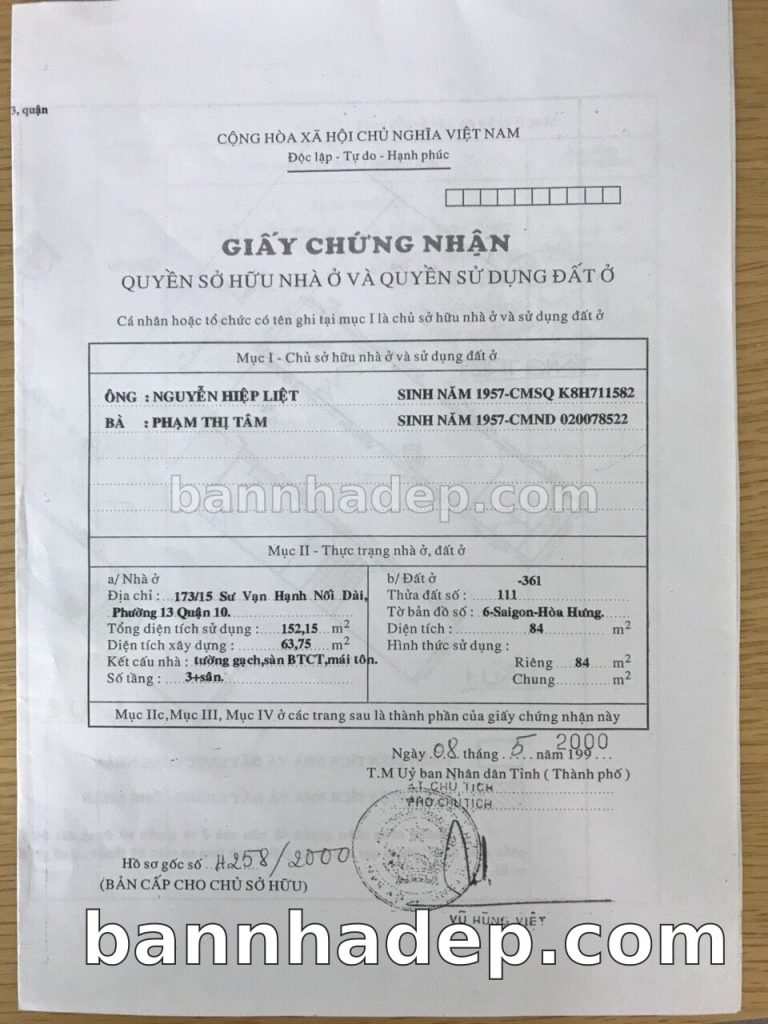 3, quận
CỘNG HÒA XÃ HỘI CHỦ NGHĨA VIỆT NAM
Độc lập - Tự do - Hạnh phúc
GIẤY CHỨNG NHẬN
QUYỀN SỞ HỮU NHÀ Ở VÀ QUYỀN SỬ DỤNG ĐẤT Ở
Cá nhân hoặc tổ chức có tên ghi tại mục I là chủ sở hữu nhà ở và sử dụng đất ở
Mục I - Chủ sở hữu nhà ở và sử dụng đất ở
ÔNG : NGUYỄN HIỆP LIỆT SINH NĂM 1957-CMSQ K8H711582
BÀ : PHẠM THỊ TÂM SINH NĂM 1957-CMND 020078522
bannhadep.com
Mục II - Thực trạng nhà ở, đất ở
a/ Nhà ở
Địa chỉ : 173/15 Sư Vạn Hạnh Nối Dài,
Phường 13 Quận 10.
Tổng diện tích sử dụng : 152,15 m2
Diện tích xây dựng : 63,75 m2
Kết cấu nhà : tường gạch,sàn BTCT,mái tôn.
Số tầng : 3+sân.
b/ Đất ở -361
Thửa đất số : 111
Tờ bản đồ số : 6-Saigon-Hòa Hưng.
Diện tích : 84 m2
Hình thức sử dụng :
Riêng 84 m2
Chung m2
Mục IIc, Mục III, Mục IV ở các trang sau là thành phần của giấy chứng nhận này
Ngày 08 tháng 5 năm 199 2000
T.M Uỷ ban Nhân dân Tỉnh ( Thành phố )
KT. CHỦ TỊCH
PHÓ CHỦ TỊCH
Hồ sơ gốc số 4258/2000
(BẢN CẤP CHO CHỦ SỞ HỮU)
VŨ HÙNG VIỆT
bannhadep.com